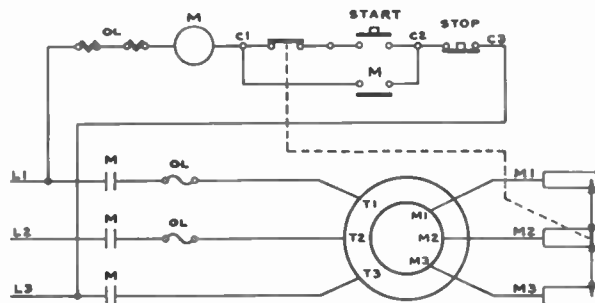 START
STOP
OL M C1 C2 C3
M
L1 M OL M1
T1 M1
L2 M OL T2 M2 M2
T3 M3
L3 M M3